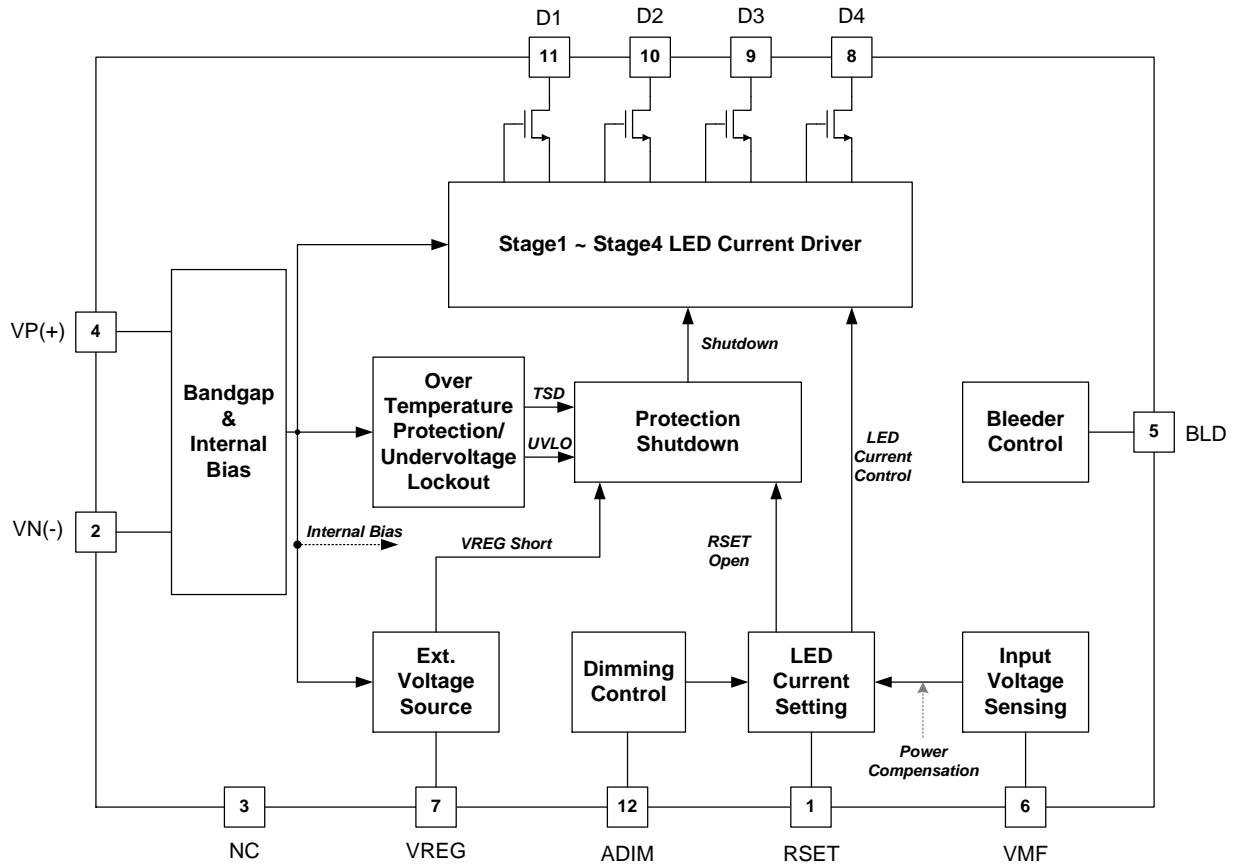 D1
D2
D3
D4
11
10
9
8
Stage1 ~ Stage4 LED Current Driver
VP(+)
4
Bandgap
&
Internal
Bias
VN(-)
2
Over
Temperature
Protection/
Undervoltage
Lockout
TSD
UVLO
Shutdown
Protection
Shutdown
LED
Current
Control
Bleeder
Control
5
BLD
Internal Bias
VREG Short
RSET
Open
Ext.
Voltage
Source
Dimming
Control
LED
Current
Setting
Input
Voltage
Sensing
Power
Compensation
3
7
12
1
6
NC
VREG
ADIM
RSET
VMF